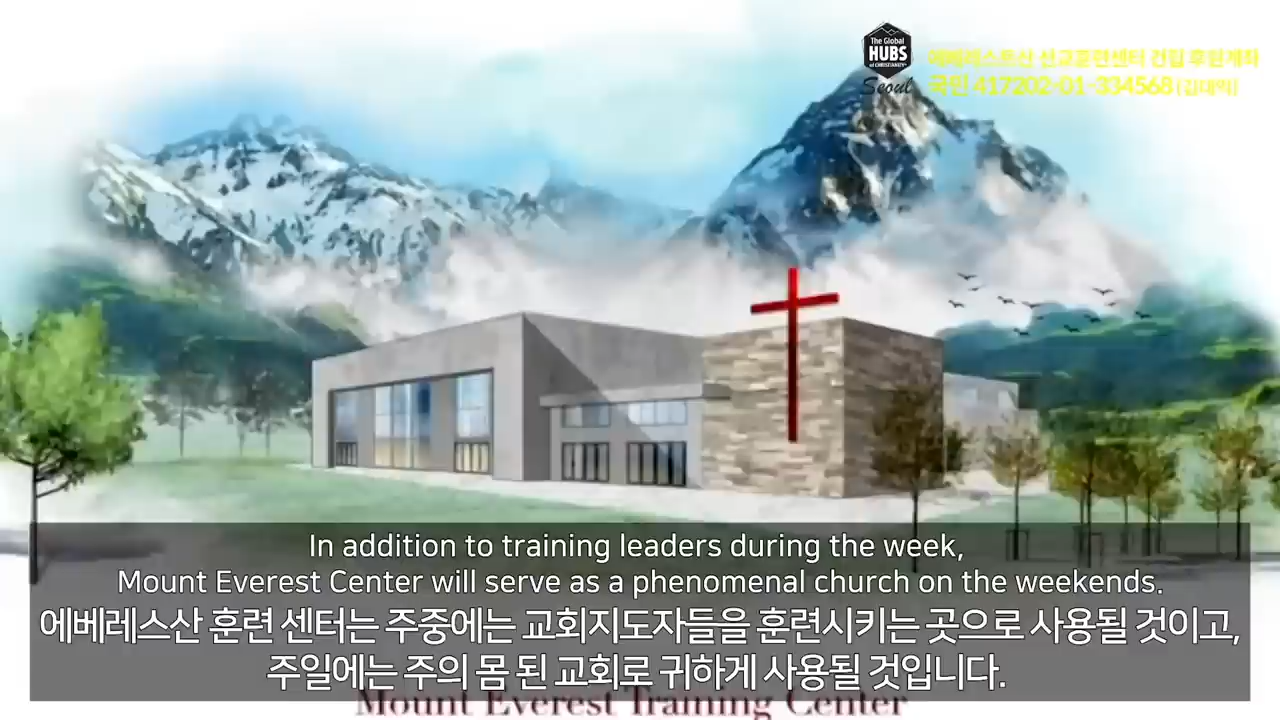 The Global
HUBS
of CHRISTIANITY
Seoul
에베레스트산 선교훈련센터 건립 후원계좌
국민 417202-01-334568 (김대억)
In addition to training leaders during the week,
Mount Everest Center will serve as a phenomenal church on the weekends.
에베레스산 훈련 센터는 주중에는 교회지도자들을 훈련시키는 곳으로 사용될 것이고,
주일에는 주의 몸 된 교회로 귀하게 사용될 것입니다.
Mount Everest Training Center